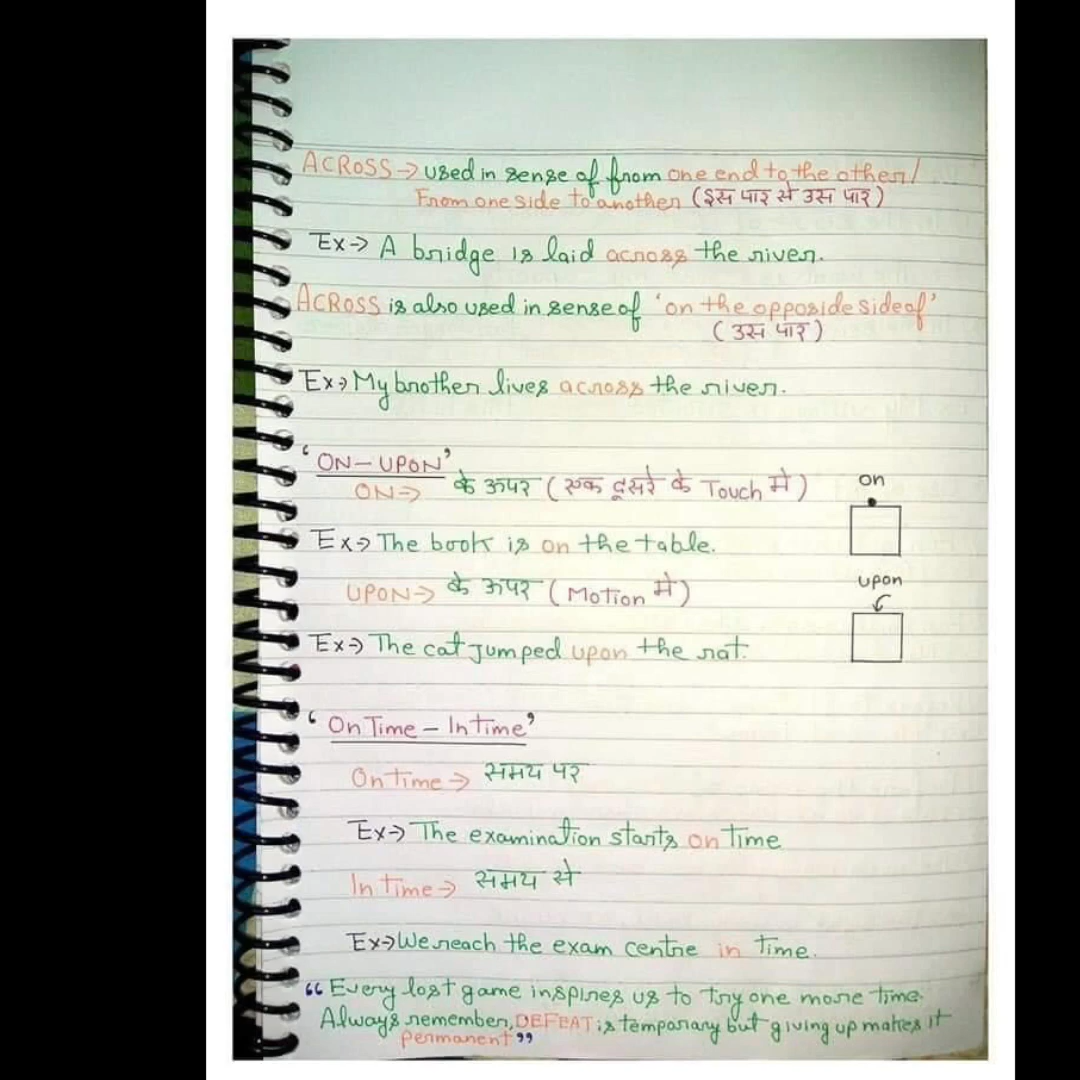 ACROSS → used in sense of from one end to the other /
From one side to another (इस पार से उस पार)
Ex → A bridge is laid across the river.
ACROSS is also used in sense of 'on the opposide side of'
(उस पार)
Ex → My brother lives across the river.
'ON - UPON'
ON → के ऊपर (एक दूसरे के Touch मे)
on
Ex → The book is on the table.
UPON → के ऊपर (Motion मे)
upon
Ex → The cat jumped upon the rat.
'On Time - In time'
On time → समय पर
Ex → The examination starts on time
In time → समय से
Ex → We reach the exam centre in time.
“Every lost game inspires us to try one more time.
Always remember, DEFEAT is temporary but giving up makes it
permanent”